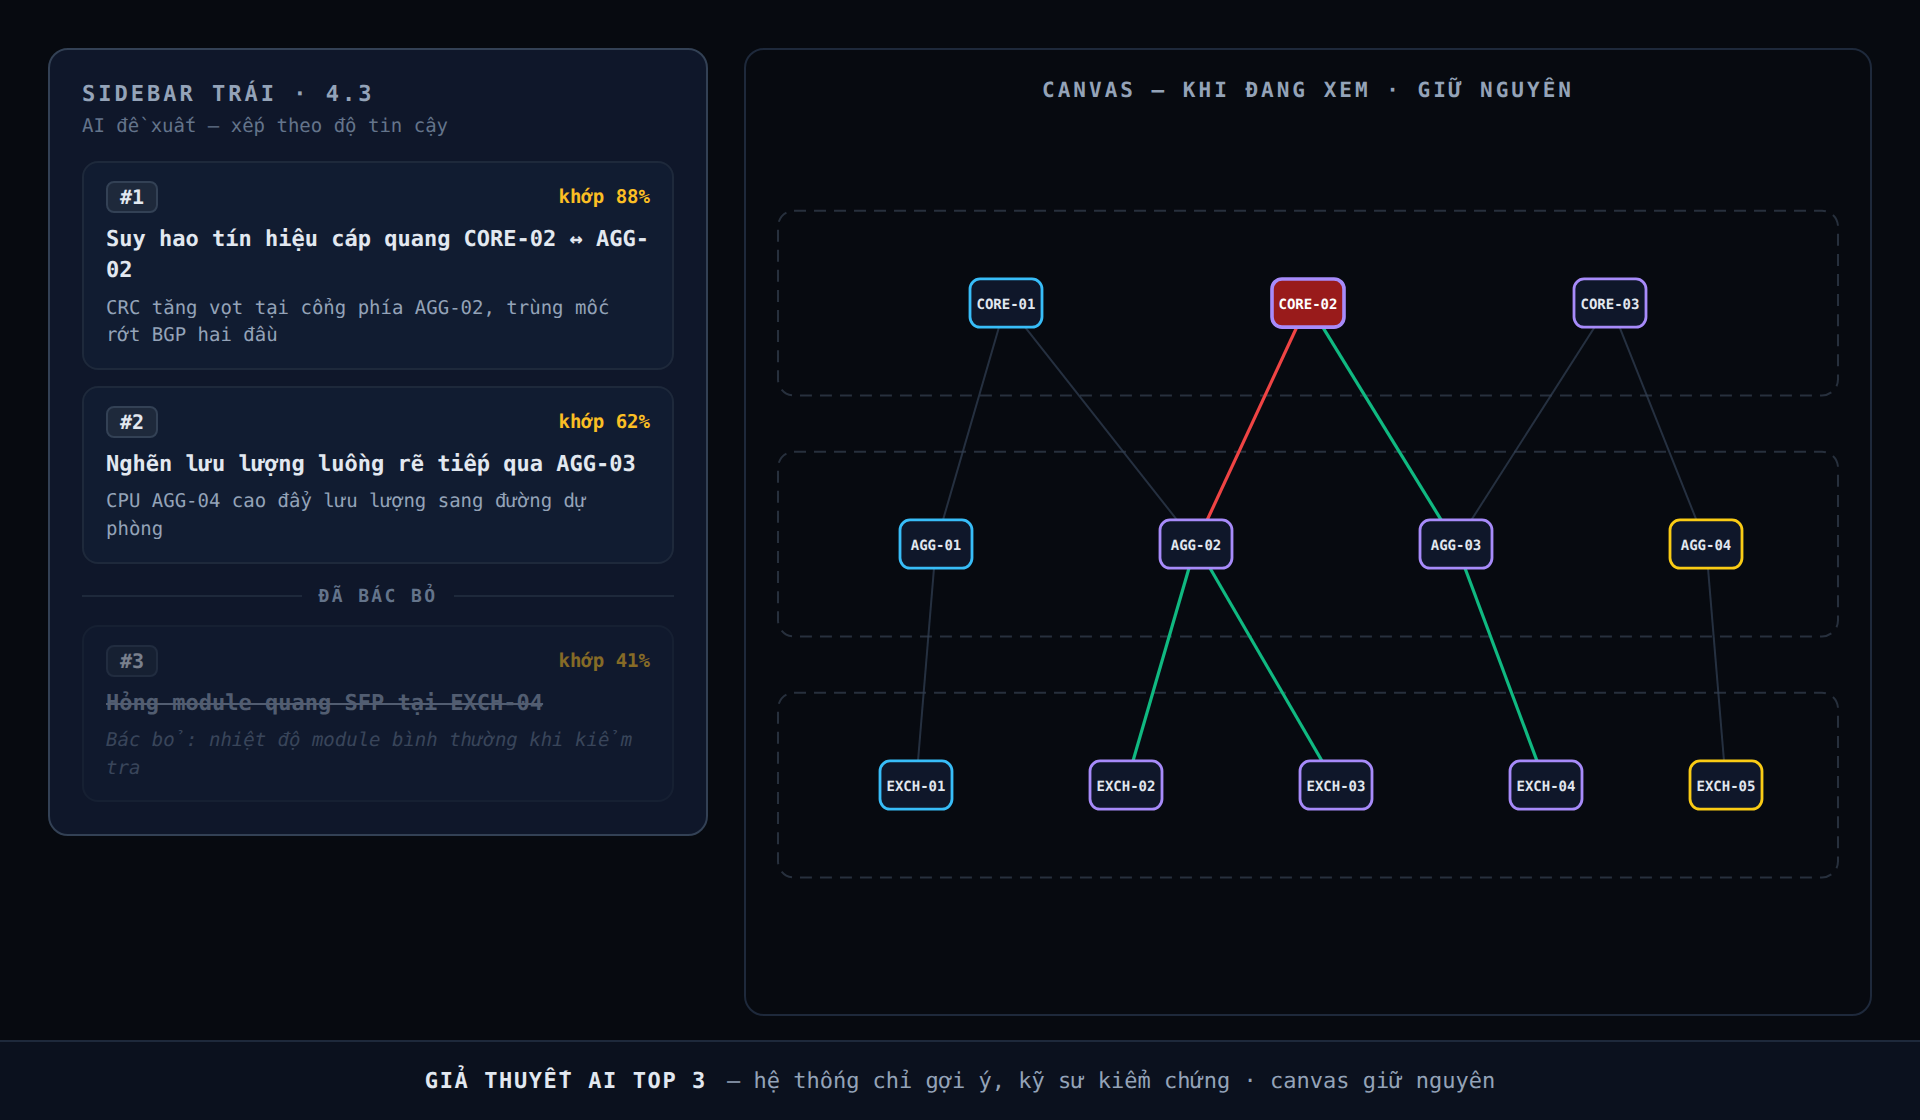 SIDEBAR TRÁI · 4.3
AI đề xuất — xếp theo độ tin cậy
#1
khớp 88%
Suy hao tín hiệu cáp quang CORE-02 ↔ AGG-
02
CRC tăng vọt tại cổng phía AGG-02, trùng mốc
rớt BGP hai đầu
#2
khớp 62%
Nghẽn lưu lượng luồng rẽ tiếp qua AGG-03
CPU AGG-04 cao đẩy lưu lượng sang đường dự
phòng
ĐÃ BÁC BỎ
#3
khớp 41%
Hỏng module quang SFP tại EXCH-04
Bác bỏ: nhiệt độ module bình thường khi kiểm
tra
CANVAS — KHI ĐANG XEM · GIỮ NGUYÊN
CORE-01
CORE-02
CORE-03
AGG-01
AGG-02
AGG-03
AGG-04
EXCH-01
EXCH-02
EXCH-03
EXCH-04
EXCH-05
GIẢ THUYẾT AI TOP 3 — hệ thống chỉ gợi ý, kỹ sư kiểm chứng · canvas giữ nguyên